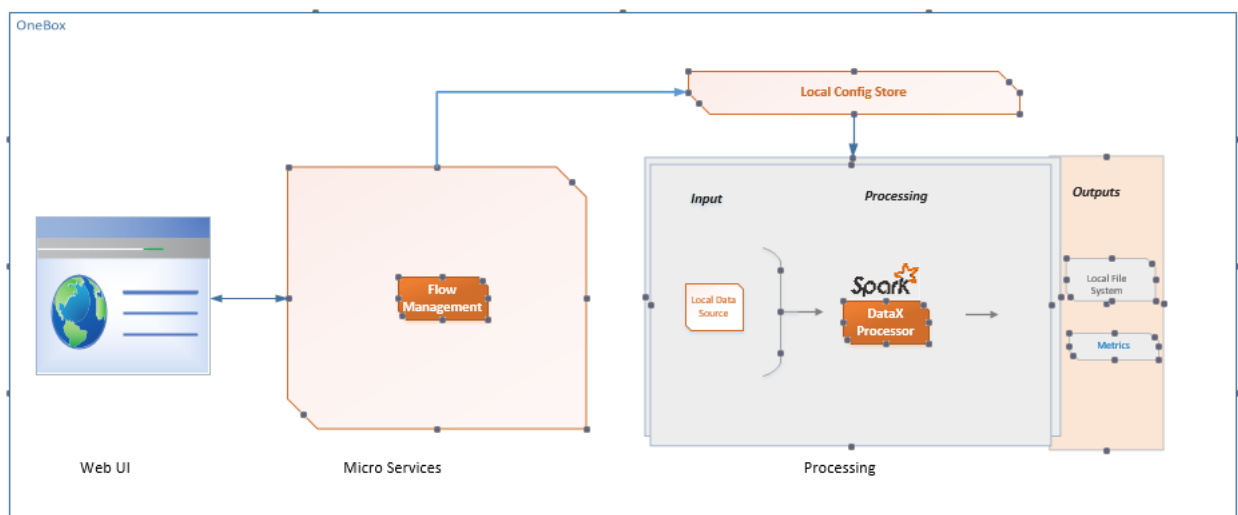 OneBox
Local Config Store
Input
Processing
Outputs
Flow
Management
Local Data
Source
Spark
DataX
Processor
Local File
System
Metrics
Web UI
Micro Services
Processing